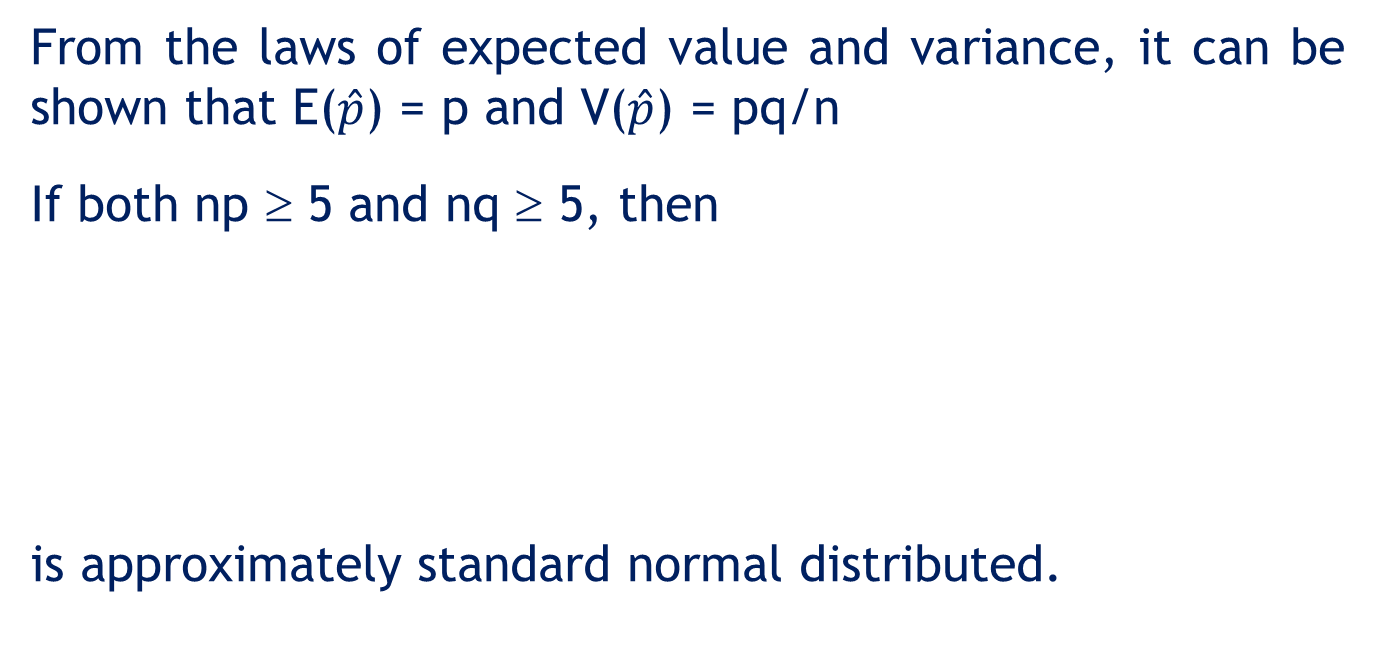 From the laws of expected value and variance, it can be
shown that E(p̂) = p and V(p̂) = pq/n
If both np ≥ 5 and nq ≥ 5, then
is approximately standard normal distributed.